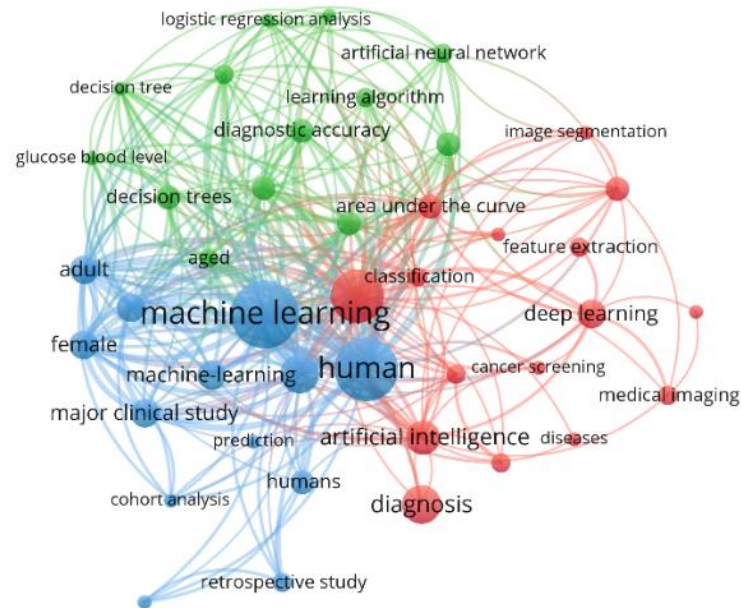 logistic regression analysis
artificial neural network
decision tree
learning algorithm
diagnostic accuracy
image segmentation
glucose blood level
decision trees
area under the curve
feature extraction
aged
adult
classification
machine learning
deep learning
female
human
machine-learning
cancer screening
medical imaging
major clinical study
prediction
artificial intelligence
diseases
humans
cohort analysis
diagnosis
retrospective study